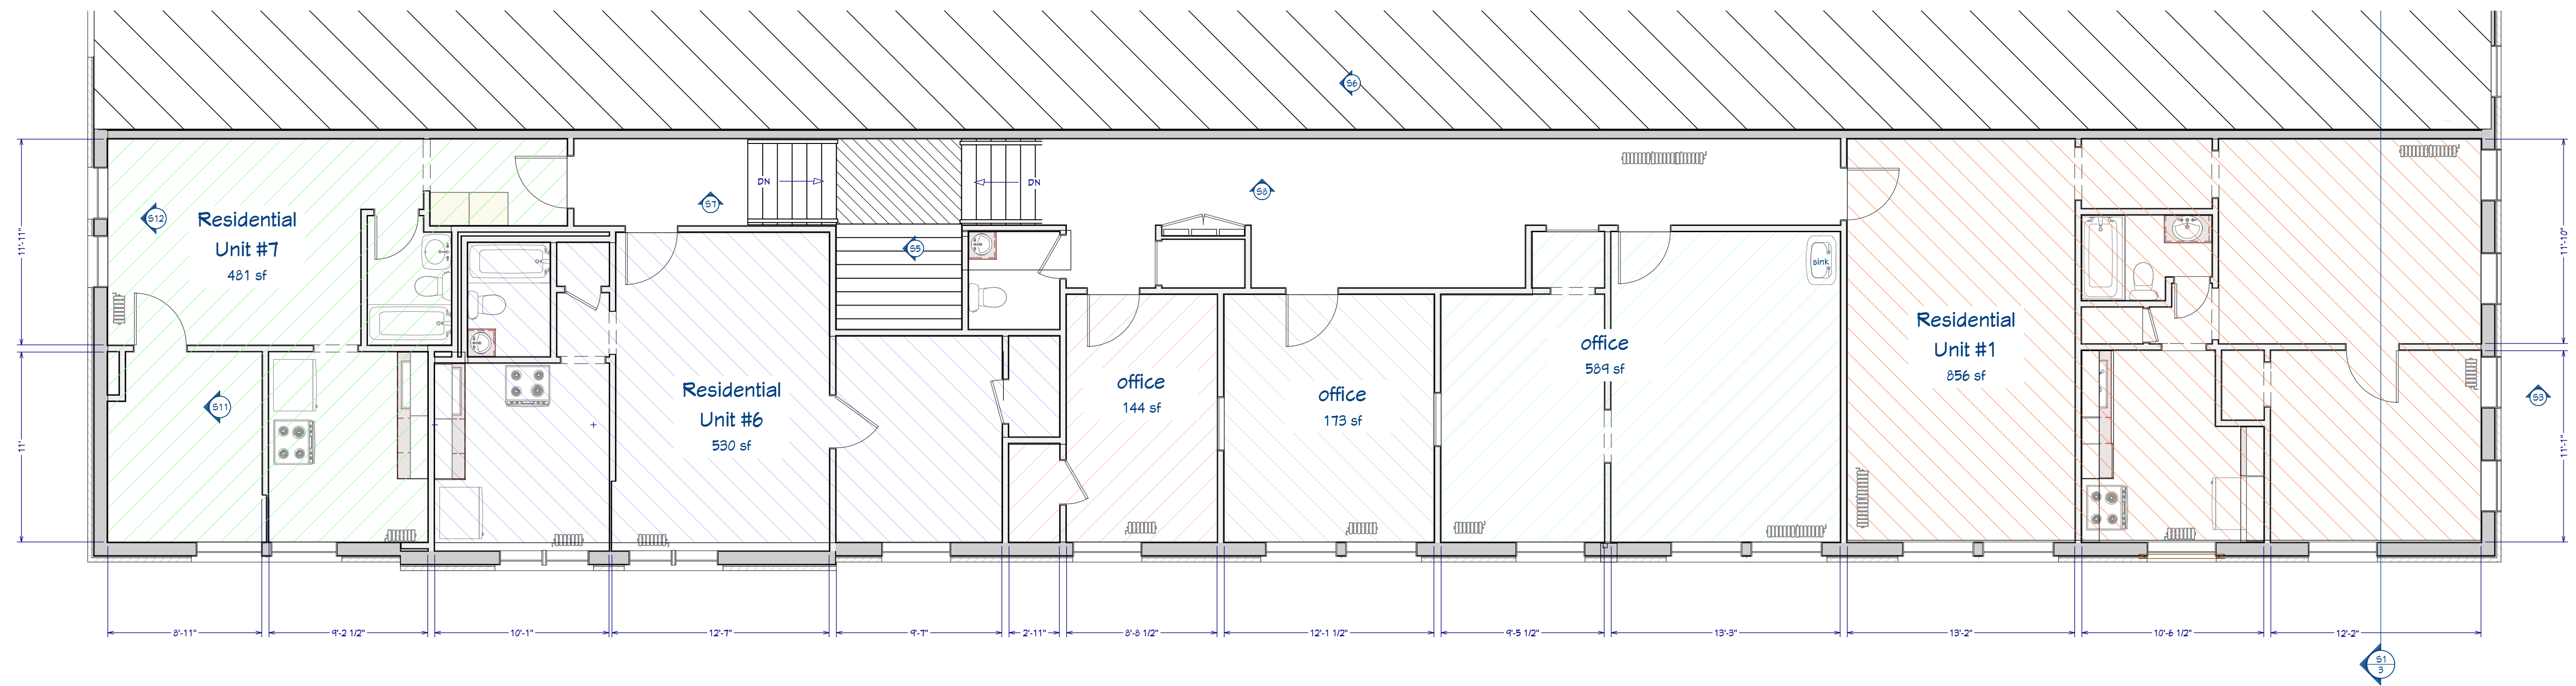 S6
DN
DN
S7
S8
S12
Residential
Unit #7
481 sf
S5
sink
11'-11"
11'-10"
Residential
Unit #1
856 sf
office
589 sf
office
144 sf
office
173 sf
Residential
Unit #6
530 sf
S11
S3
11'
11'-1"
8'-11"
9'-2 1/2"
10'-1"
12'-7"
9'-7"
2'-11"
8'-8 1/2"
12'-1 1/2"
9'-5 1/2"
13'-3"
13'-2"
10'-6 1/2"
12'-2"
S1
3